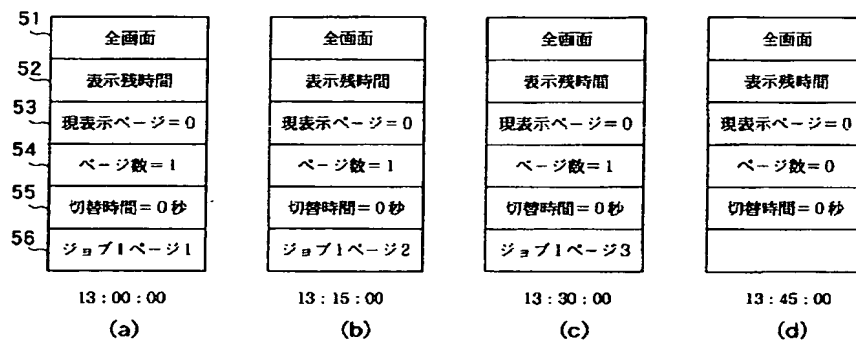 51
全画面
52
表示残時間
53
現表示ページ=0
54
ページ数=1
55
切替時間=0秒
56
ジョブ1ページ1
13:00:00
(a)
全画面
表示残時間
現表示ページ=0
ページ数=1
切替時間=0秒
ジョブ1ページ2
13:15:00
(b)
全画面
表示残時間
現表示ページ=0
ページ数=1
切替時間=0秒
ジョブ1ページ3
13:30:00
(c)
全画面
表示残時間
現表示ページ=0
ページ数=0
切替時間=0秒
13:45:00
(d)